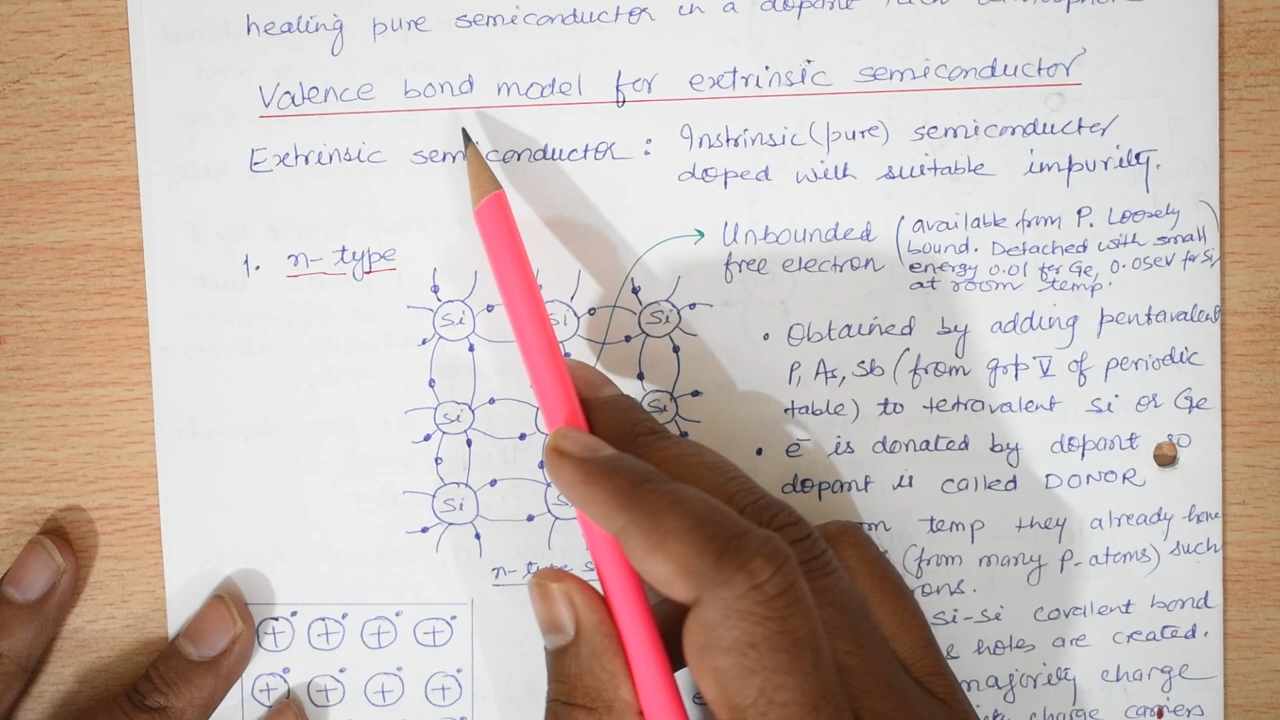 healing pure semiconductor in a dopant
Valence bond model for extrinsic semiconductor
Extrinsic semiconductor : Instrinsic (pure) semiconductor
doped with suitable impurity.
1. n-type
Unbounded
free electron
(available from P. Loosely
bound. Detached with small
energy 0.01 for Ge, 0.05eV for Si,
at room temp.
Si Si Si
Si Si
Si
n-type s
• Obtained by adding pentavalent
P, As, Sb (from grp V of periodic
table) to tetravalent Si or Ge
• e⁻ is donated by dopant so
dopant is called DONOR
temp they already have
(from many P-atoms) such
ons.
Si-Si covalent bond
holes are created.
majority charge
charge carriers
+ + + +
+ + + +